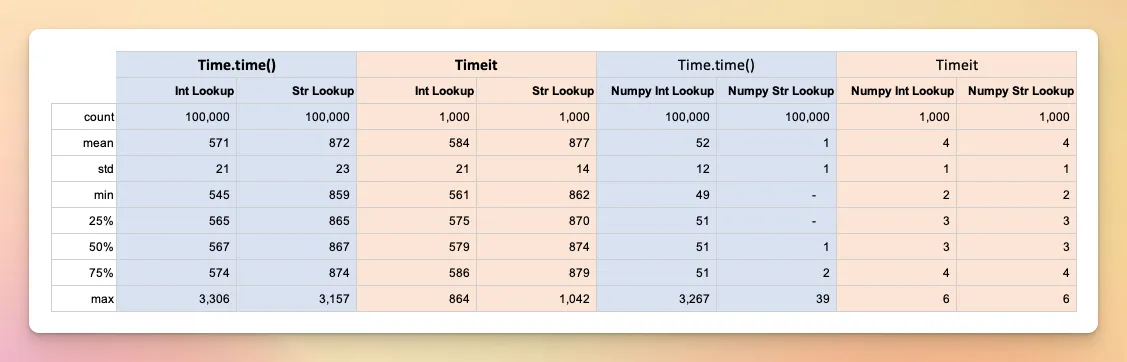 Time.time() Timeit Time.time() Timeit
Int Lookup Str Lookup Int Lookup Str Lookup Numpy Int Lookup Numpy Str Lookup Numpy Int Lookup Numpy Str Lookup
count 100,000 100,000 1,000 1,000 100,000 100,000 1,000 1,000
mean 571 872 584 877 52 1 4 4
std 21 23 21 14 12 1 1 1
min 545 859 561 862 49 - 2 2
25% 565 865 575 870 51 - 3 3
50% 567 867 579 874 51 1 3 3
75% 574 874 586 879 51 2 4 4
max 3,306 3,157 864 1,042 3,267 39 6 6